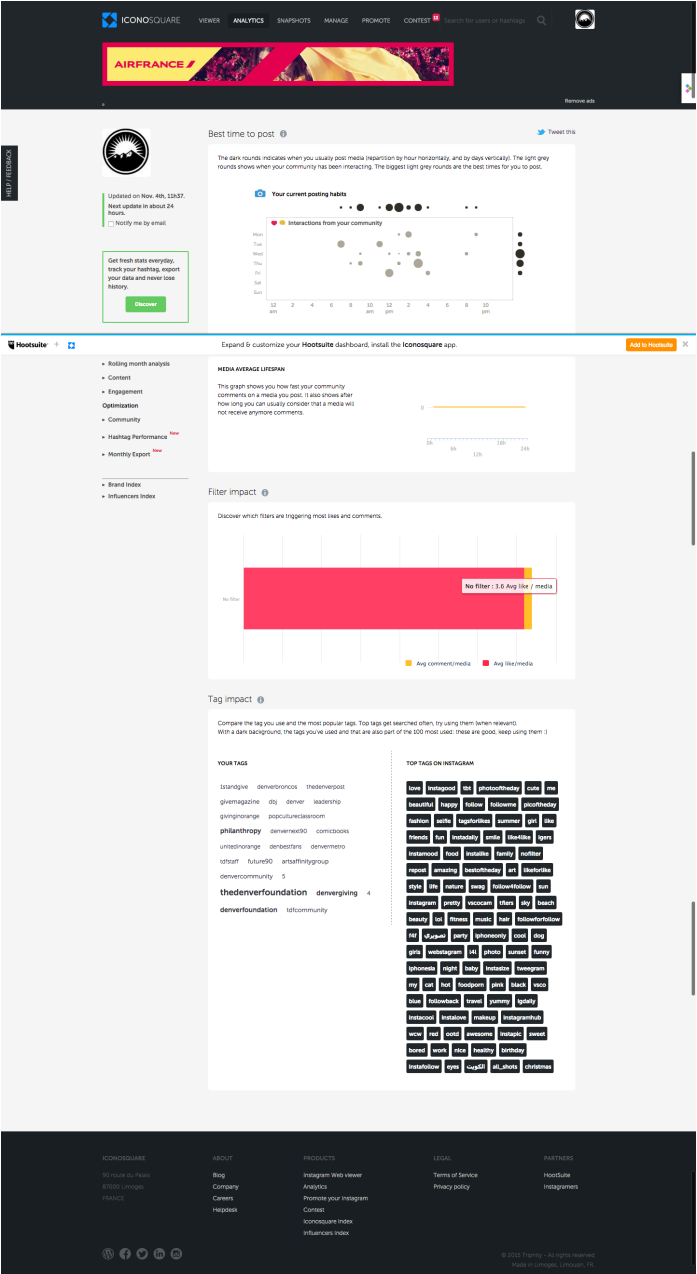 ICONOSQUARE VIEWER ANALYTICS SNAPSHOTS MANAGE PROMOTE CONTEST Search for users or hashtags
AIRFRANCE
Remove ads
HELP / FEEDBACK
Best time to post
Tweet this
The dark rounds indicates when you usually post media (repartition by hour horizontally, and by days vertically). The light grey
rounds shows when your community has been interacting. The biggest light grey rounds are the best times for you to post.
Your current posting habits
Interactions from your community
Mon
Tue
Wed
Thu
Fri
Sat
Sun
12 am 2 4 6 8 10 am 12 pm 2 4 6 8 10 pm
Updated on Nov. 4th, 11h37.
Next update in about 24
hours.
Notify me by email
Get fresh stats everyday,
track your hashtag, export
your data and never lose
history.
Discover
Hootsuite + Expand & customize your Hootsuite dashboard, install the Iconosquare app. Add to Hootsuite ×
Rolling month analysis
Content
Engagement
Optimization
Community
Hashtag Performance New
Monthly Export New
Brand Index
Influencers Index
MEDIA AVERAGE LIFESPAN
This graph shows you how fast your community
comments on a media you post. It also shows after
how long you can usually consider that a media will
not receive anymore comments.
0
0h 6h 12h 18h 24h
Filter impact
Discover which filters are triggering most likes and comments.
No filter : 3.6 Avg like / media
No filter
Avg comment/media Avg like/media
Tag impact
Compare the tag you use and the most popular tags. Top tags get searched often, try using them (when relevant).
With a dark background, the tags you've used and that are also part of the 100 most used: these are good, keep using them :)
YOUR TAGS
1standgive denverbroncos thedenverpost
givemagazine dbj denver leadership
givinginorange popcultureclassroom
philanthropy denvernext90 comicbooks
unitedinorange denbestfans denvermetro
tdfstaff future90 artsaffinitygroup
denvercommunity 5
thedenverfoundation denvergiving 4
denverfoundation tdfcommunity
TOP TAGS ON INSTAGRAM
love instagood tbt photooftheday cute me
beautiful happy follow followme picoftheday
fashion selfie tagsforlikes summer girl like
friends fun instadaily smile like4like igers
instamood food instalike family nofilter
repost amazing bestoftheday art likeforlike
style life nature swag follow4follow sun
instagram pretty vscocam tflers sky beach
beauty lol fitness music hair followforfollow
f4f تصويري party iphoneonly cool dog
girls webstagram l4l photo sunset funny
iphonesia night baby instasize tweegram
my cat hot foodporn pink black vsco
blue followback travel yummy igdaily
instacool instalove makeup instagramhub
wcw red ootd awesome instapic sweet
bored work nice healthy birthday
instafollow eyes الكويت all_shots christmas
ICONOSQUARE
90 route du Palais
87000 Limoges
FRANCE
ABOUT
Blog
Company
Careers
Helpdesk
PRODUCTS
Instagram Web viewer
Analytics
Promote your Instagram
Contest
Iconosquare Index
Influencers Index
LEGAL
Terms of Service
Privacy policy
PARTNERS
HootSuite
Instagramers
© 2015 Tripnity - All rights reserved
Made in Limoges, Limousin, FR.